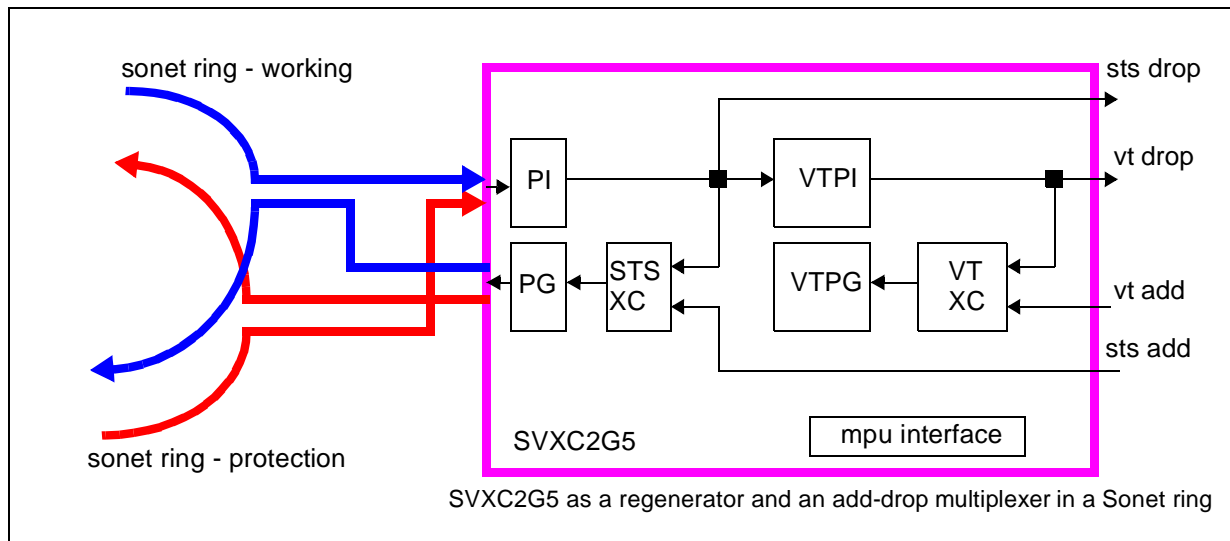 sonet ring - working
sts drop
PI
VTPI
vt drop
PG
STS
XC
VTPG
VT
XC
vt add
sts add
SVXC2G5
mpu interface
sonet ring - protection
SVXC2G5 as a regenerator and an add-drop multiplexer in a Sonet ring